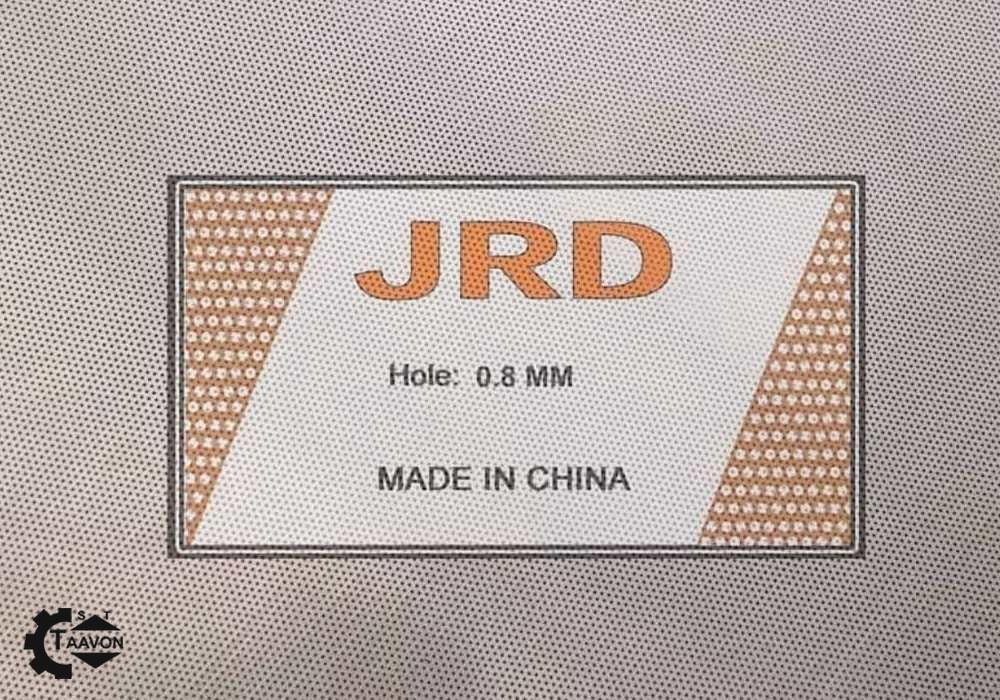 JRD
Hole: 0.8 MM
MADE IN CHINA
S T
TAAVON